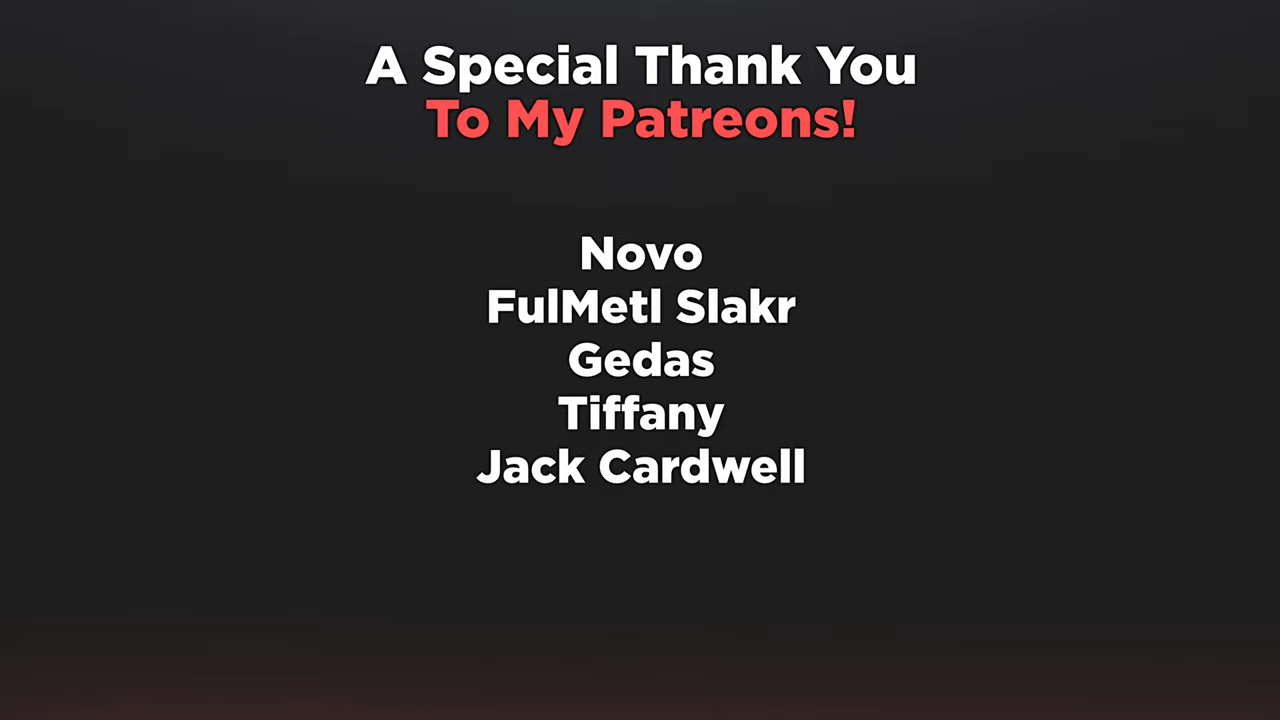 A Special Thank You
To My Patreons!
Novo
FulMetl Slakr
Gedas
Tiffany
Jack Cardwell